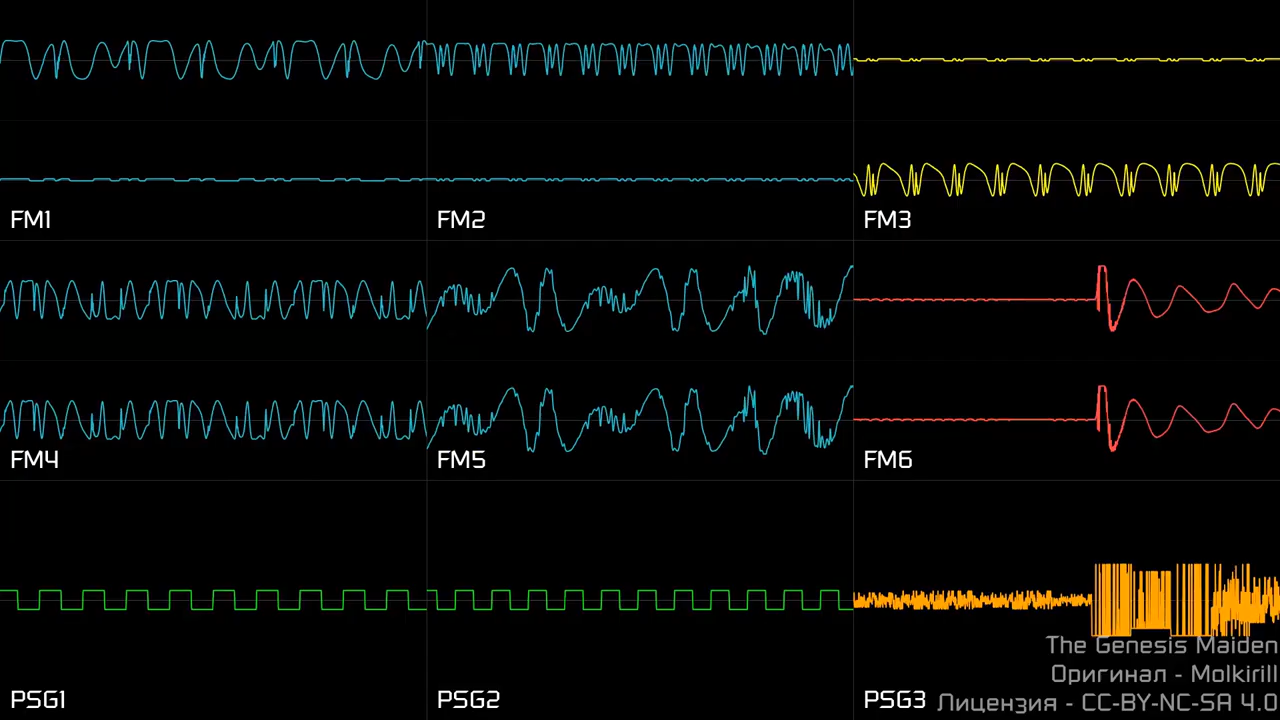 FM1
FM2
FM3
FM4
FM5
FM6
PSG1
PSG2
PSG3
The Genesis Maiden
Оригинал - Molkirill
Лицензия - CC-BY-NC-SA 4.0